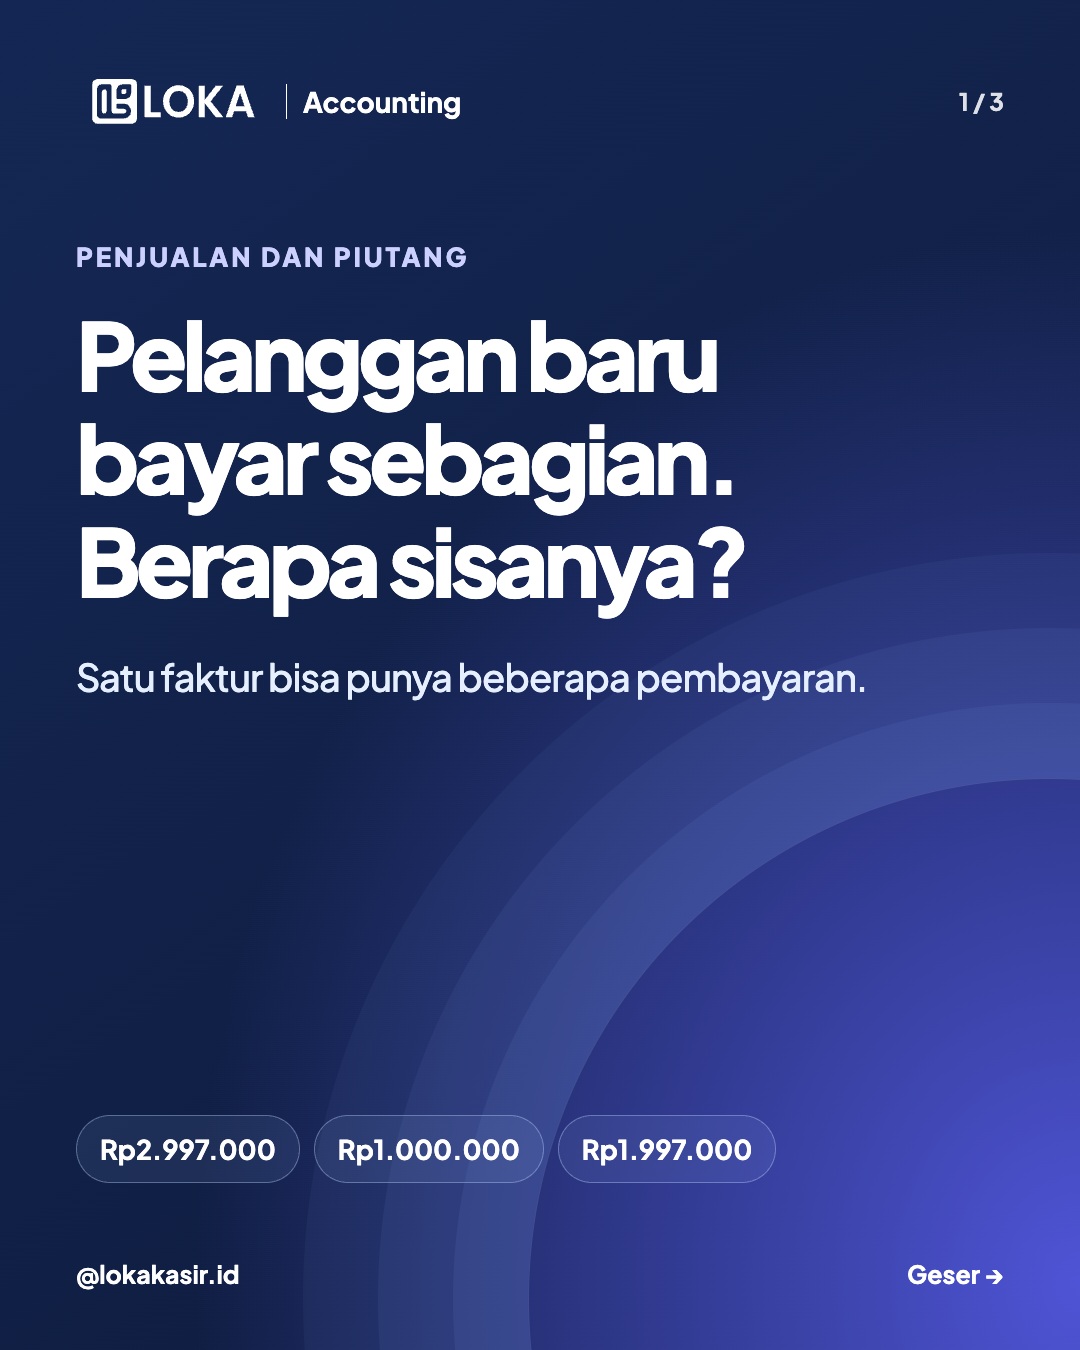 LOKA | Accounting
1/3
PENJUALAN DAN PIUTANG
Pelanggan baru
bayar sebagian.
Berapa sisanya?
Satu faktur bisa punya beberapa pembayaran.
Rp2.997.000 Rp1.000.000 Rp1.997.000
@lokakasir.id
Geser →